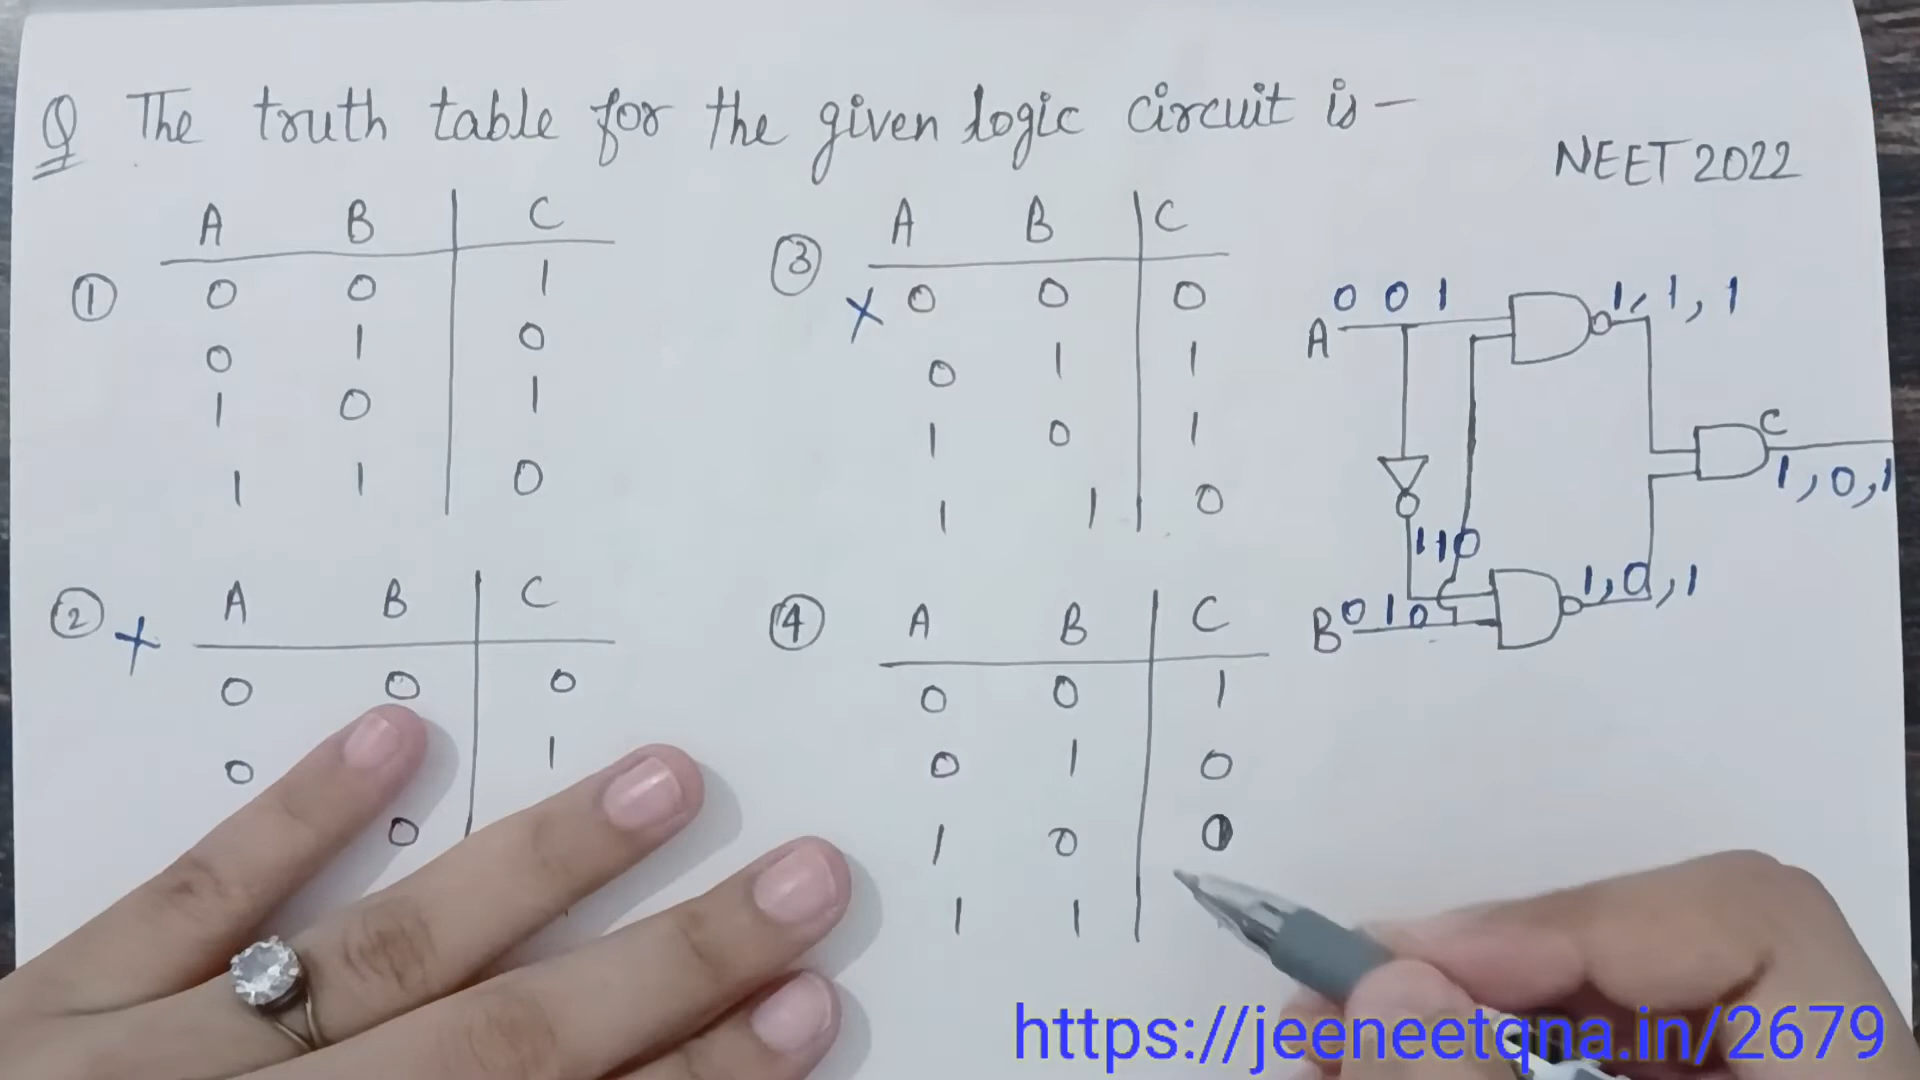 Q The truth table for the given logic circuit is -
NEET 2022
①
A B C
0 0 1
0 1 0
1 0 1
1 1 0
② ×
A B C
0 0 0
0 1
0
③ ×
A B C
0 0 0
0 1 1
1 0 1
1 1 0
④
A B C
0 0 1
0 1 0
1 0
1 1
A 0 0 1
1, 1, 1
C
1, 0, 1
1 1 0
B 0 1 0
1, 0, 1
https://jeeneetqna.in/2679